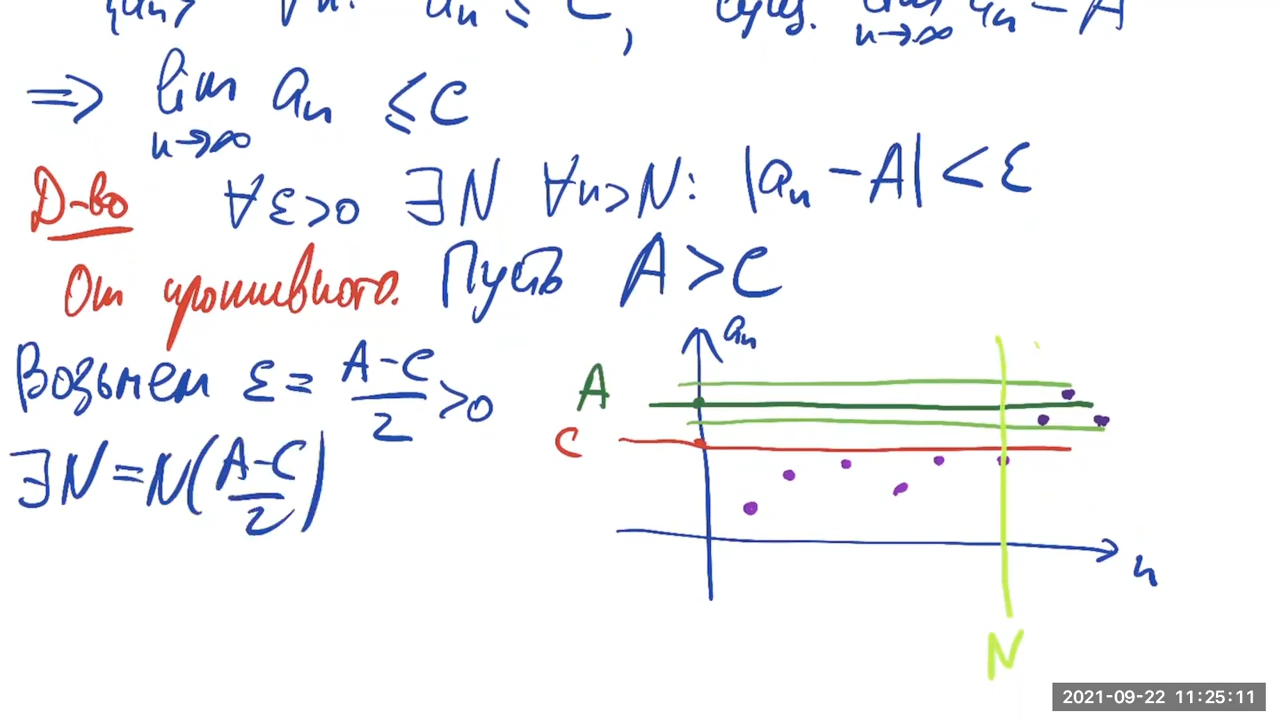 {aₙ} ∀n: aₙ ≤ C, сущ. lim aₙ = A
n→∞
=> lim aₙ ≤ C
n→∞
Д-во ∀ε>0 ∃N ∀n>N: |aₙ - A| < ε
От противного. Пусть A > C
Возьмем ε = (A-C)/2 > 0
∃N = N((A-C)/2)
aₙ
A
C
n
N
2021-09-22 11:25:11